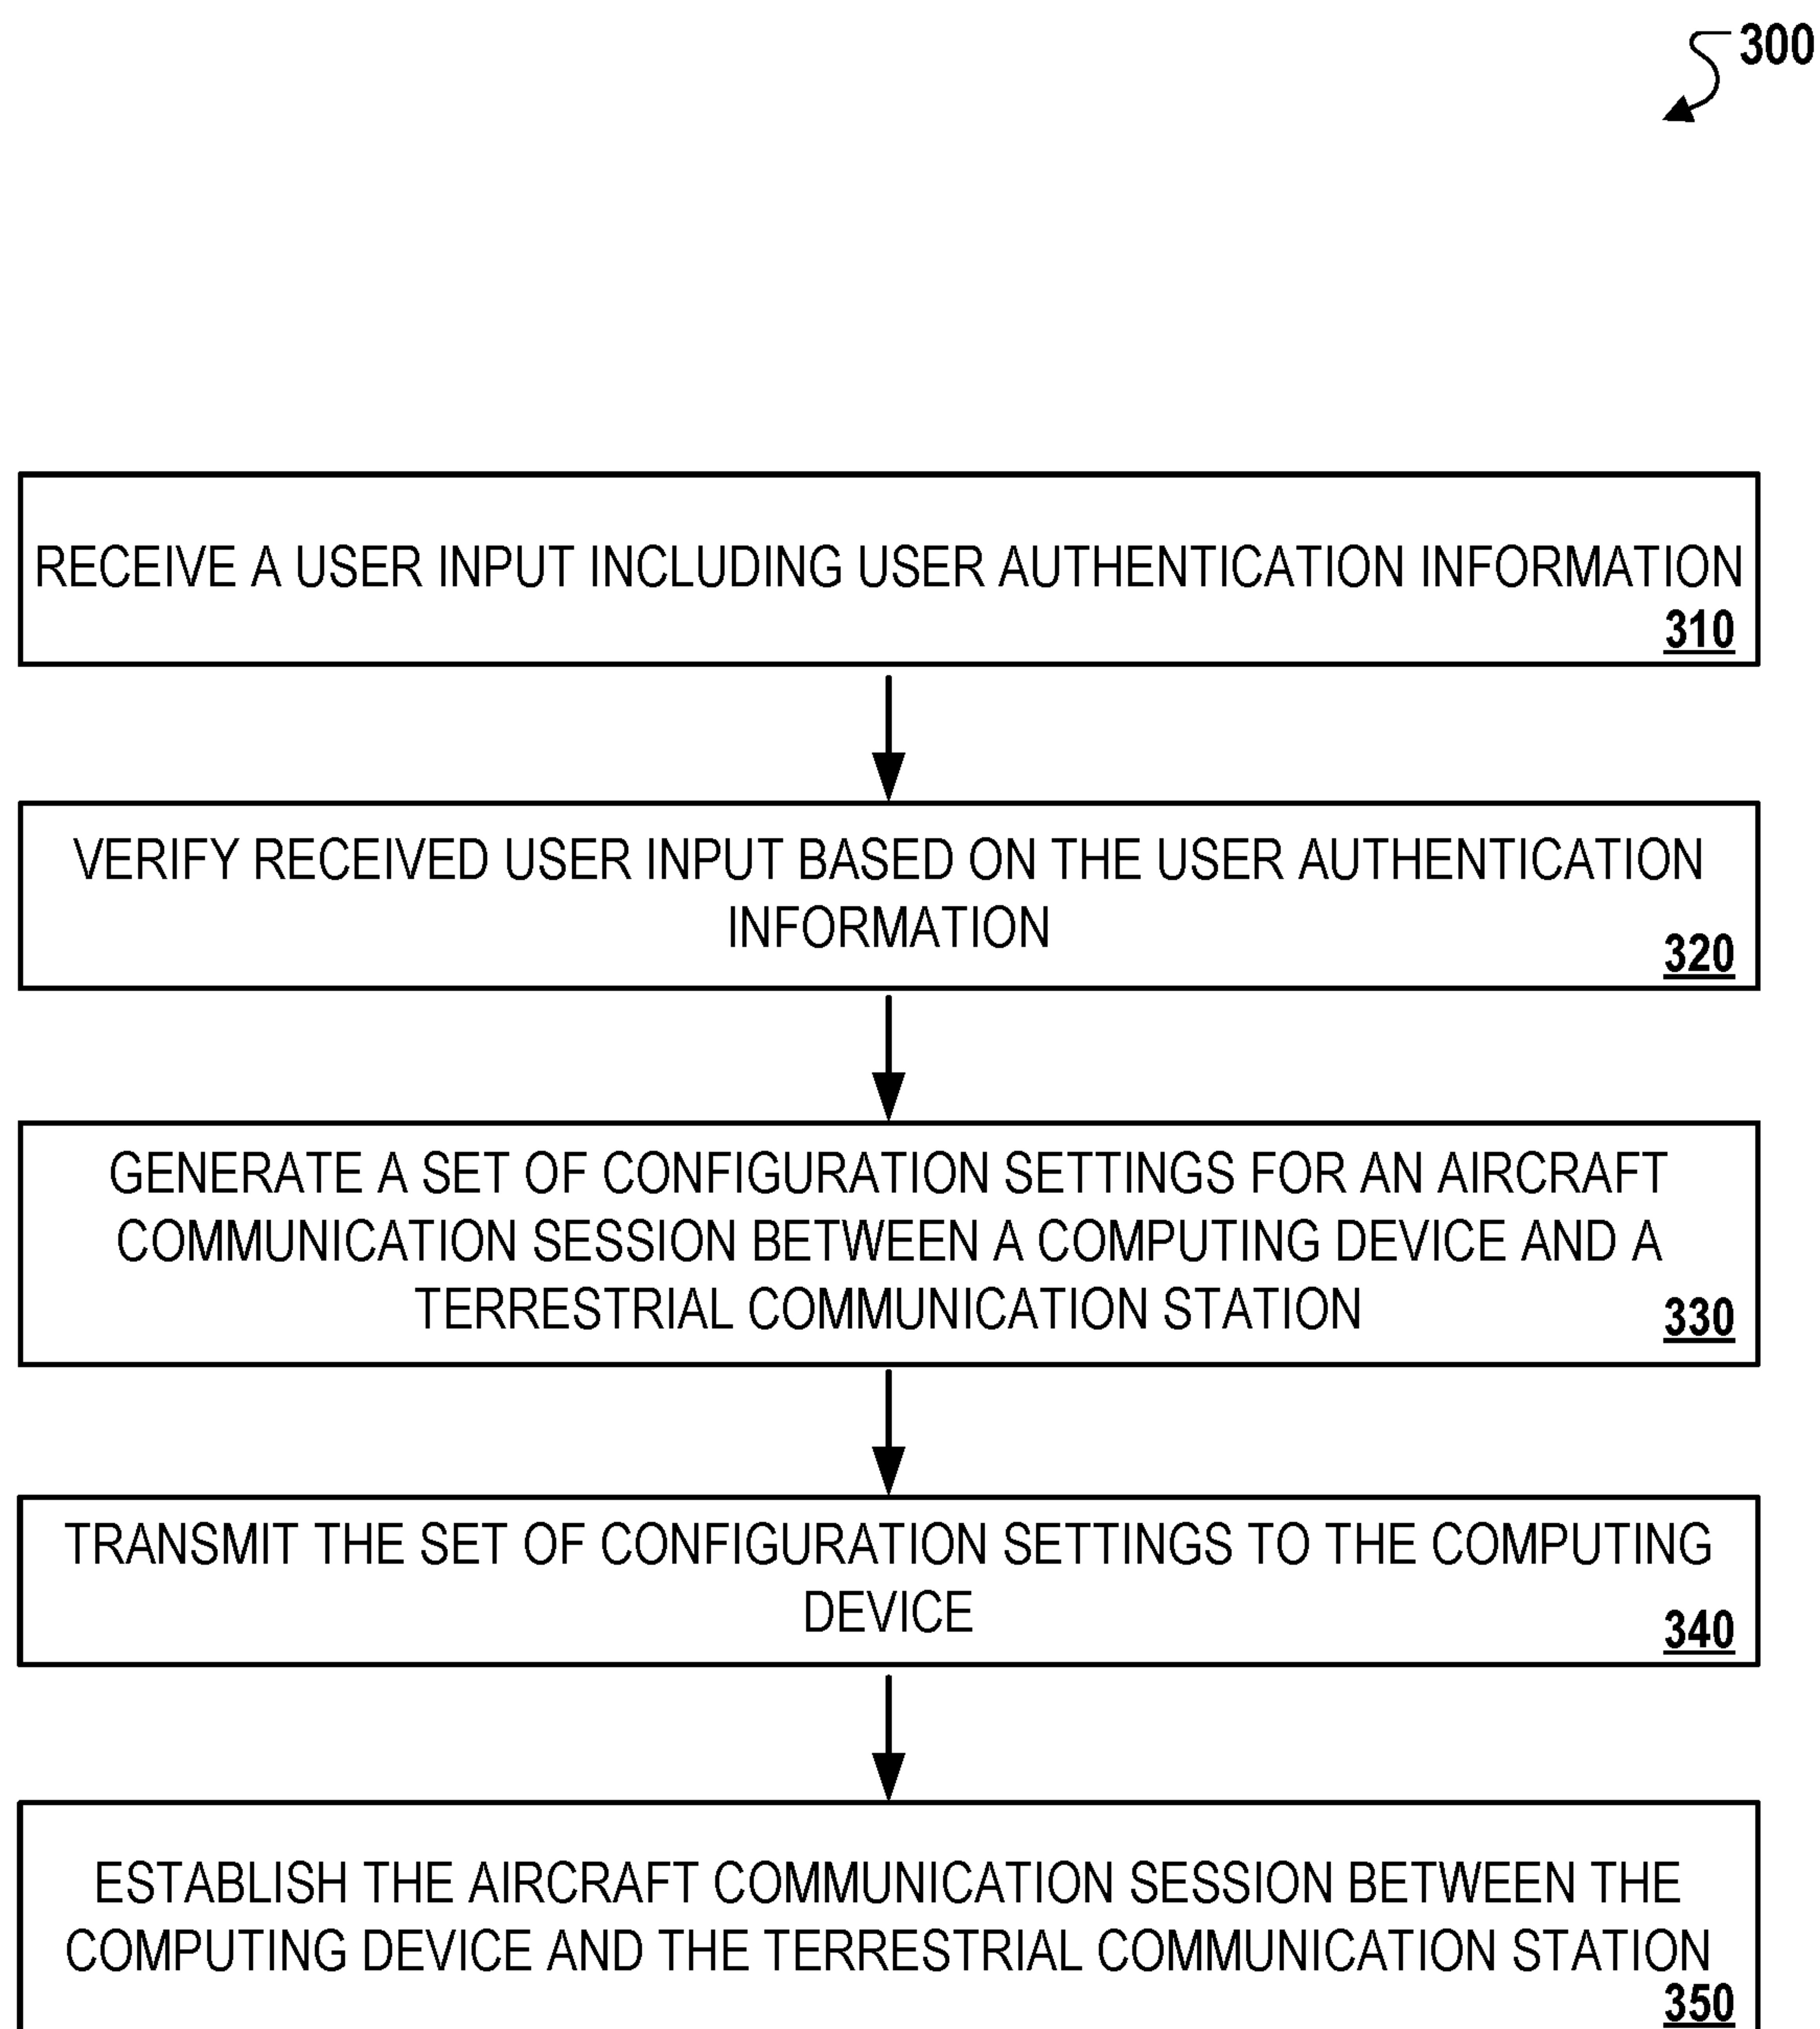 300
RECEIVE A USER INPUT INCLUDING USER AUTHENTICATION INFORMATION
310
VERIFY RECEIVED USER INPUT BASED ON THE USER AUTHENTICATION
INFORMATION
320
GENERATE A SET OF CONFIGURATION SETTINGS FOR AN AIRCRAFT
COMMUNICATION SESSION BETWEEN A COMPUTING DEVICE AND A
TERRESTRIAL COMMUNICATION STATION
330
TRANSMIT THE SET OF CONFIGURATION SETTINGS TO THE COMPUTING
DEVICE
340
ESTABLISH THE AIRCRAFT COMMUNICATION SESSION BETWEEN THE
COMPUTING DEVICE AND THE TERRESTRIAL COMMUNICATION STATION
350